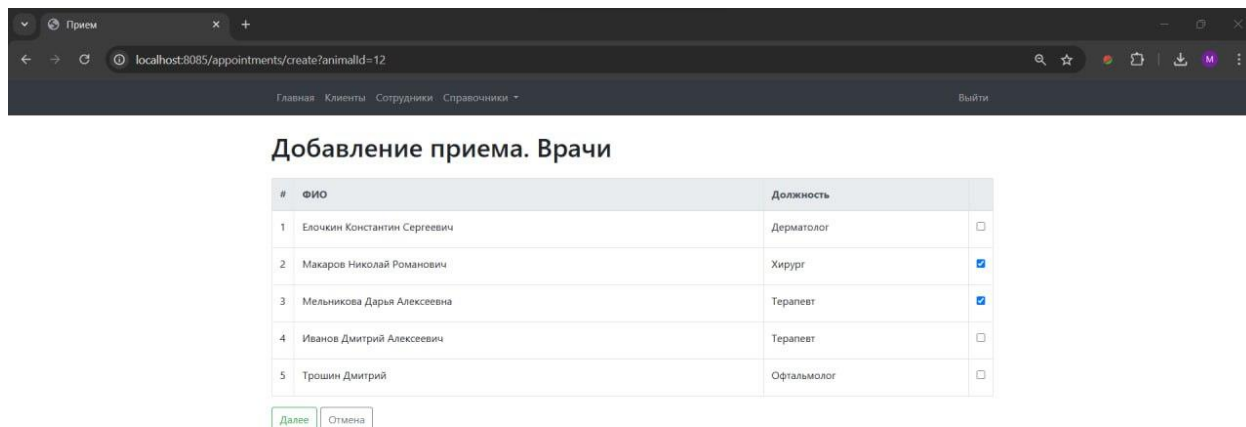 Прием
localhost:8085/appointments/create?animalId=12
M
Главная Клиенты Сотрудники Справочники Выйти
Добавление приема. Врачи
# ФИО Должность
1 Елочкин Константин Сергеевич Дерматолог
2 Макаров Николай Романович Хирург
3 Мельникова Дарья Алексеевна Терапевт
4 Иванов Дмитрий Алексеевич Терапевт
5 Трошин Дмитрий Офтальмолог
Далее Отмена